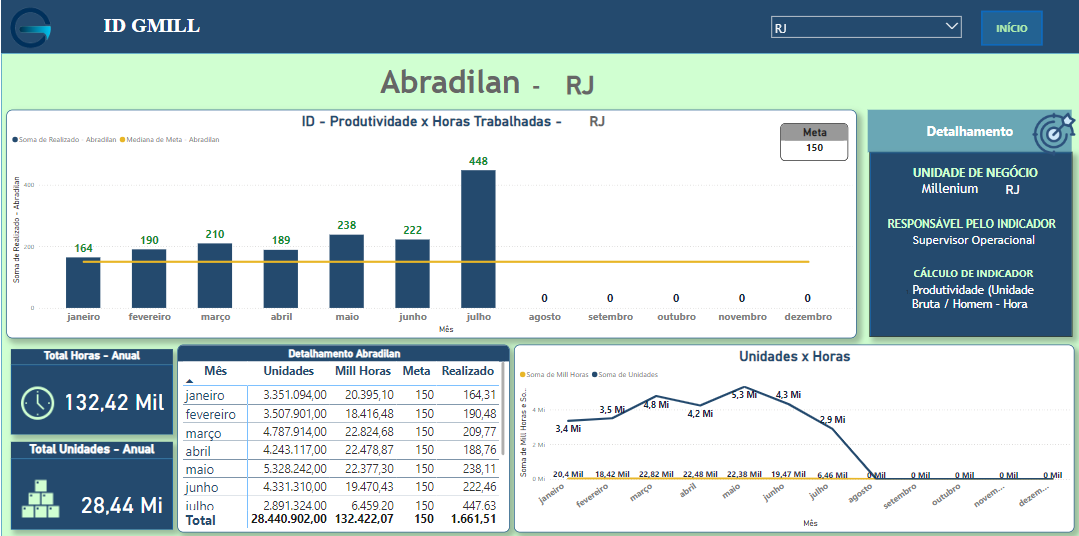 ID GMILL
RJ
INÍCIO
Abradilan - RJ
ID - Produtividade x Horas Trabalhadas - RJ
Soma de Realizado - Abradilan Mediana de Meta - Abradilan
Meta
150
Soma de Realizado - Abradilan
400
200
0
164 190 210 189 238 222 448 0 0 0 0 0
janeiro fevereiro março abril maio junho julho agosto setembro outubro novembro dezembro
Mês
Detalhamento
UNIDADE DE NEGÓCIO
Millenium RJ
RESPONSÁVEL PELO INDICADOR
Supervisor Operacional
CÁLCULO DE INDICADOR
Produtividade (Unidade
Bruta / Homem - Hora
Total Horas - Anual
132,42 Mil
Total Unidades - Anual
28,44 Mi
Detalhamento Abradilan
Mês Unidades Mill Horas Meta Realizado
janeiro 3.351.094,00 20.395,10 150 164,31
fevereiro 3.507.901,00 18.416,48 150 190,48
março 4.787.914,00 22.824,68 150 209,77
abril 4.243.117,00 22.478,87 150 188,76
maio 5.328.242,00 22.377,30 150 238,11
junho 4.331.310,00 19.470,43 150 222,46
julho 2.891.324,00 6.459,20 150 447,63
Total 28.440.902,00 132.422,07 150 1.661,51
Unidades x Horas
Soma de Mill Horas Soma de Unidades
Soma de Mill Horas e So...
4 Mi
2 Mi
0 Mi
3,4 Mi 3,5 Mi 4,8 Mi 4,2 Mi 5,3 Mi 4,3 Mi 2,9 Mi
20,4 Mil 18,42 Mil 22,82 Mil 22,48 Mil 22,38 Mil 19,47 Mil 6,46 Mil 0 Mil 0 Mil 0 Mil 0 Mil 0 Mil
janeiro fevereiro março abril maio junho julho agosto setembro outubro novem... dezem...
Mês